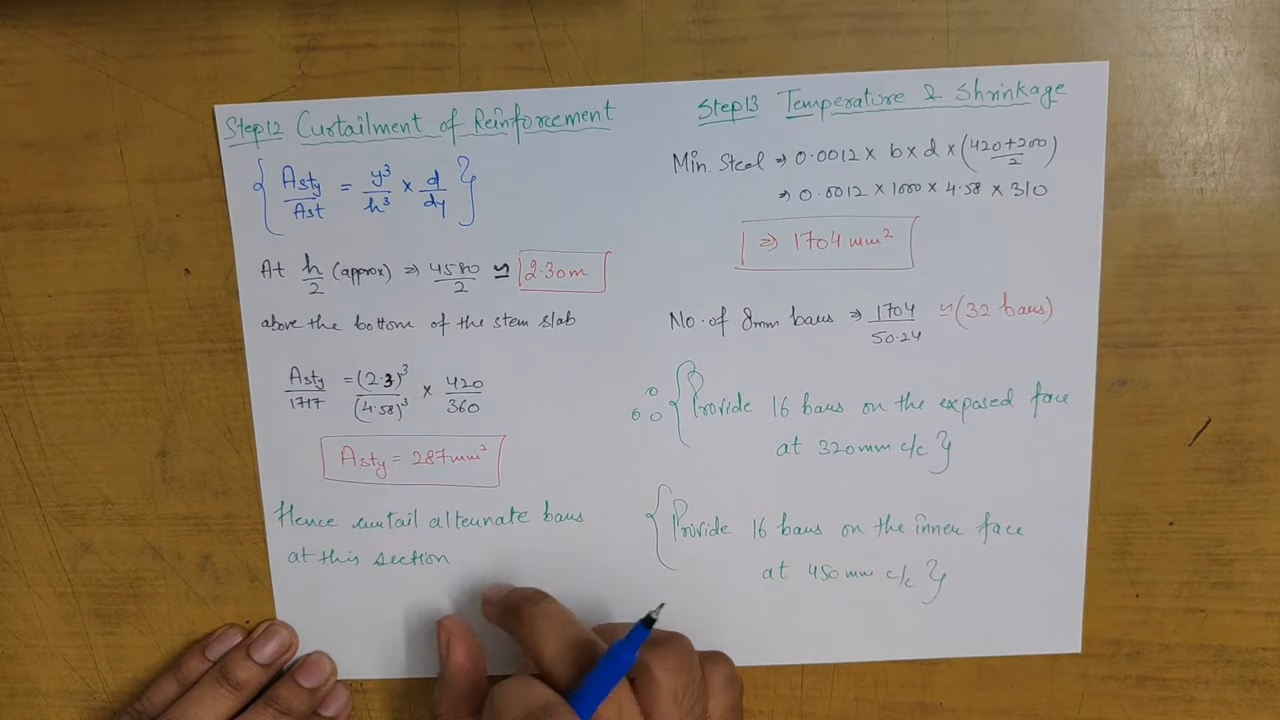 Step12 Curtailment of Reinforcement
{ Asty/Ast = y³/h³ × d/dy }
At h/2 (approx) ⇒ 4580/2 ≃ 2.30m
above the bottom of the stem slab
Asty/1717 = (2.3)³/(4.58)³ × 420/360
Asty = 287mm²
Hence curtail alternate bars
at this section.
Step13 Temperature & Shrinkage
Min. Steel ⇒ 0.0012 × b × d × (420+200/2)
⇒ 0.0012 × 1000 × 4.58 × 310
⇒ 1704 mm²
No. of 8mm bars ⇒ 1704/50.24 ≃ (32 bars)
{ Provide 16 bars on the exposed face
at 320mm c/c }
{ Provide 16 bars on the inner face
at 450mm c/c }